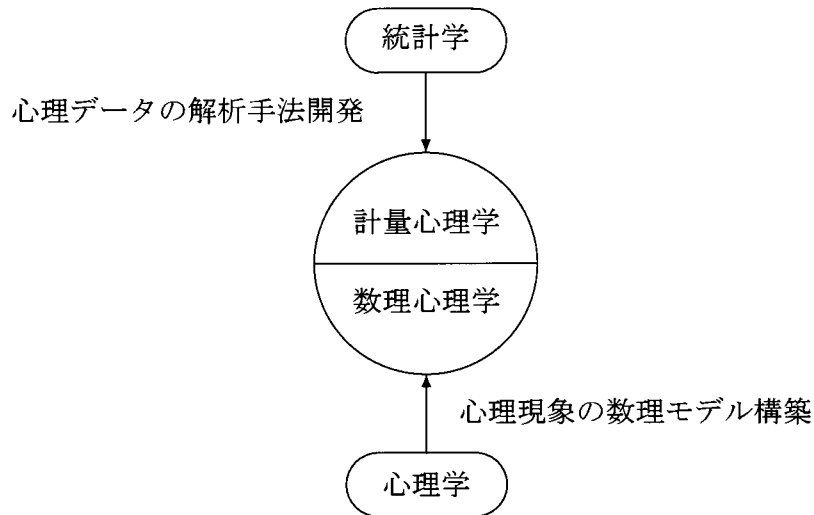 統計学
心理データの解析手法開発
計量心理学
数理心理学
心理現象の数理モデル構築
心理学